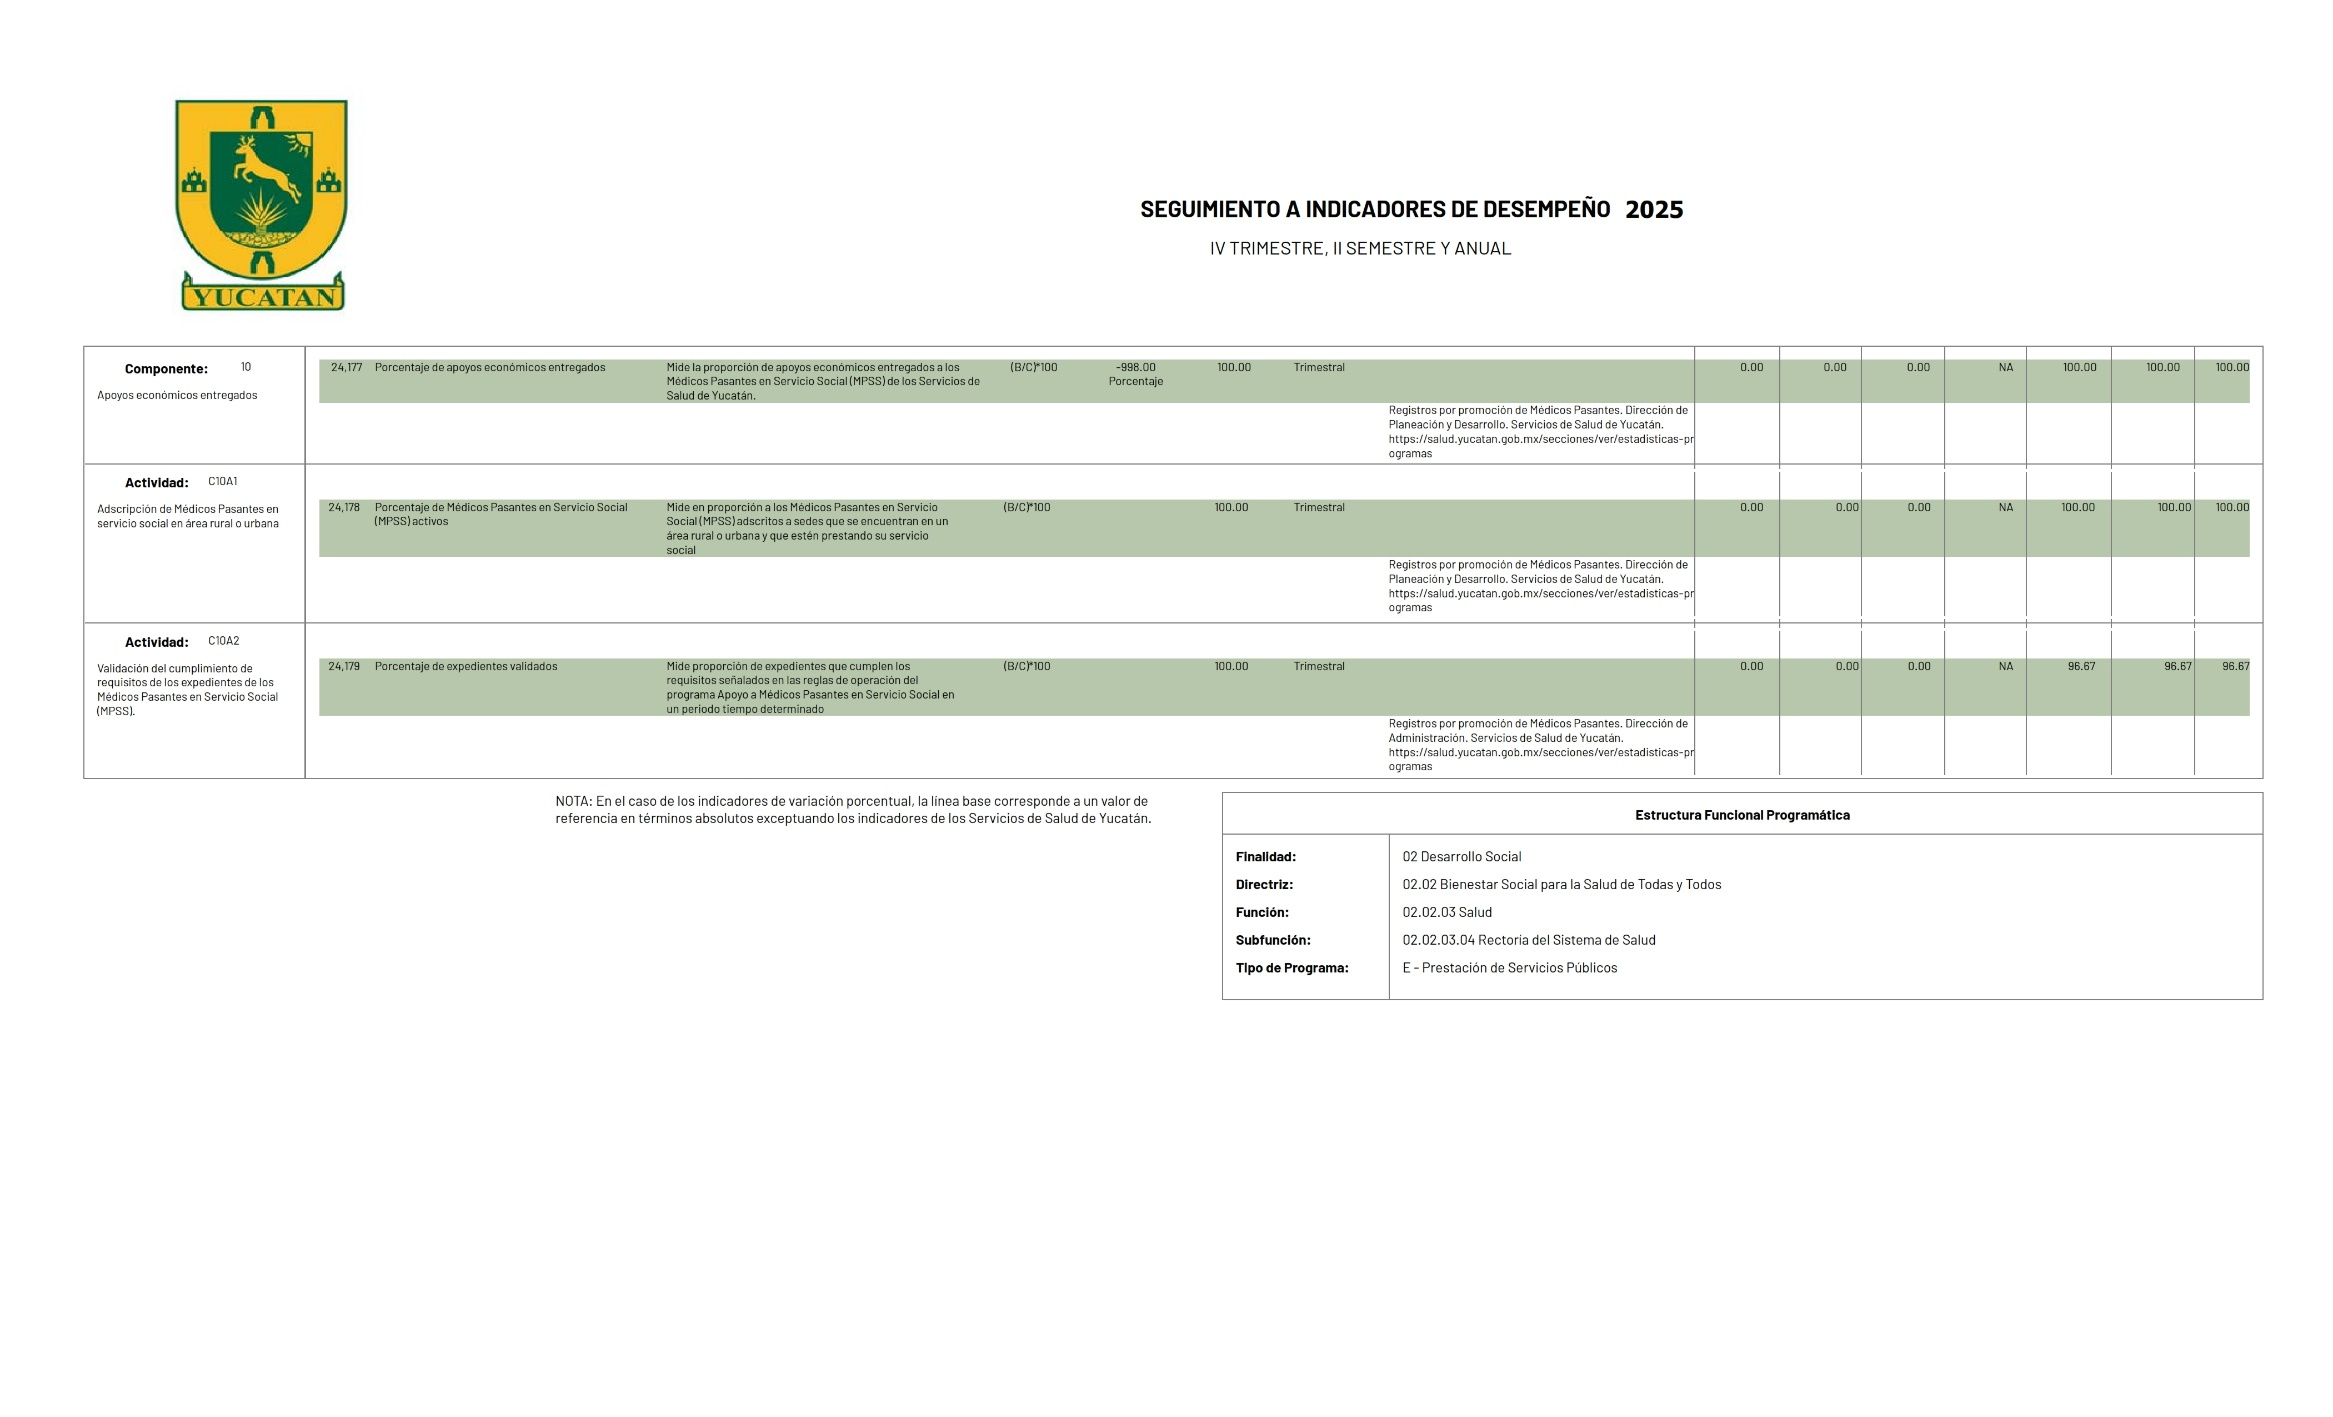 YUCATAN
SEGUIMIENTO A INDICADORES DE DESEMPEÑO 2025
IV TRIMESTRE, II SEMESTRE Y ANUAL
Componente: 10
Apoyos económicos entregados
24,177 Porcentaje de apoyos económicos entregados
Mide la proporción de apoyos económicos entregados a los
Médicos Pasantes en Servicio Social (MPSS) de los Servicios de
Salud de Yucatán.
(B/C)*100
-998.00
Porcentaje
100.00
Trimestral
0.00 0.00 0.00 NA 100.00 100.00 100.00
Registros por promoción de Médicos Pasantes. Dirección de
Planeación y Desarrollo. Servicios de Salud de Yucatán.
https://salud.yucatan.gob.mx/secciones/ver/estadisticas-pr
ogramas
Actividad: C10A1
Adscripción de Médicos Pasantes en
servicio social en área rural o urbana
24,178 Porcentaje de Médicos Pasantes en Servicio Social
(MPSS) activos
Mide en proporción a los Médicos Pasantes en Servicio
Social (MPSS) adscritos a sedes que se encuentran en un
área rural o urbana y que estén prestando su servicio
social
(B/C)*100
100.00
Trimestral
0.00 0.00 0.00 NA 100.00 100.00 100.00
Registros por promoción de Médicos Pasantes. Dirección de
Planeación y Desarrollo. Servicios de Salud de Yucatán.
https://salud.yucatan.gob.mx/secciones/ver/estadisticas-pr
ogramas
Actividad: C10A2
Validación del cumplimiento de
requisitos de los expedientes de los
Médicos Pasantes en Servicio Social
(MPSS).
24,179 Porcentaje de expedientes validados
Mide proporción de expedientes que cumplen los
requisitos señalados en las reglas de operación del
programa Apoyo a Médicos Pasantes en Servicio Social en
un periodo tiempo determinado
(B/C)*100
100.00
Trimestral
0.00 0.00 0.00 NA 96.67 96.67 96.67
Registros por promoción de Médicos Pasantes. Dirección de
Administración. Servicios de Salud de Yucatán.
https://salud.yucatan.gob.mx/secciones/ver/estadisticas-pr
ogramas
NOTA: En el caso de los indicadores de variación porcentual, la línea base corresponde a un valor de
referencia en términos absolutos exceptuando los indicadores de los Servicios de Salud de Yucatán.
Estructura Funcional Programática
Finalidad: 02 Desarrollo Social
Directriz: 02.02 Bienestar Social para la Salud de Todas y Todos
Función: 02.02.03 Salud
Subfunción: 02.02.03.04 Rectoría del Sistema de Salud
Tipo de Programa: E - Prestación de Servicios Públicos